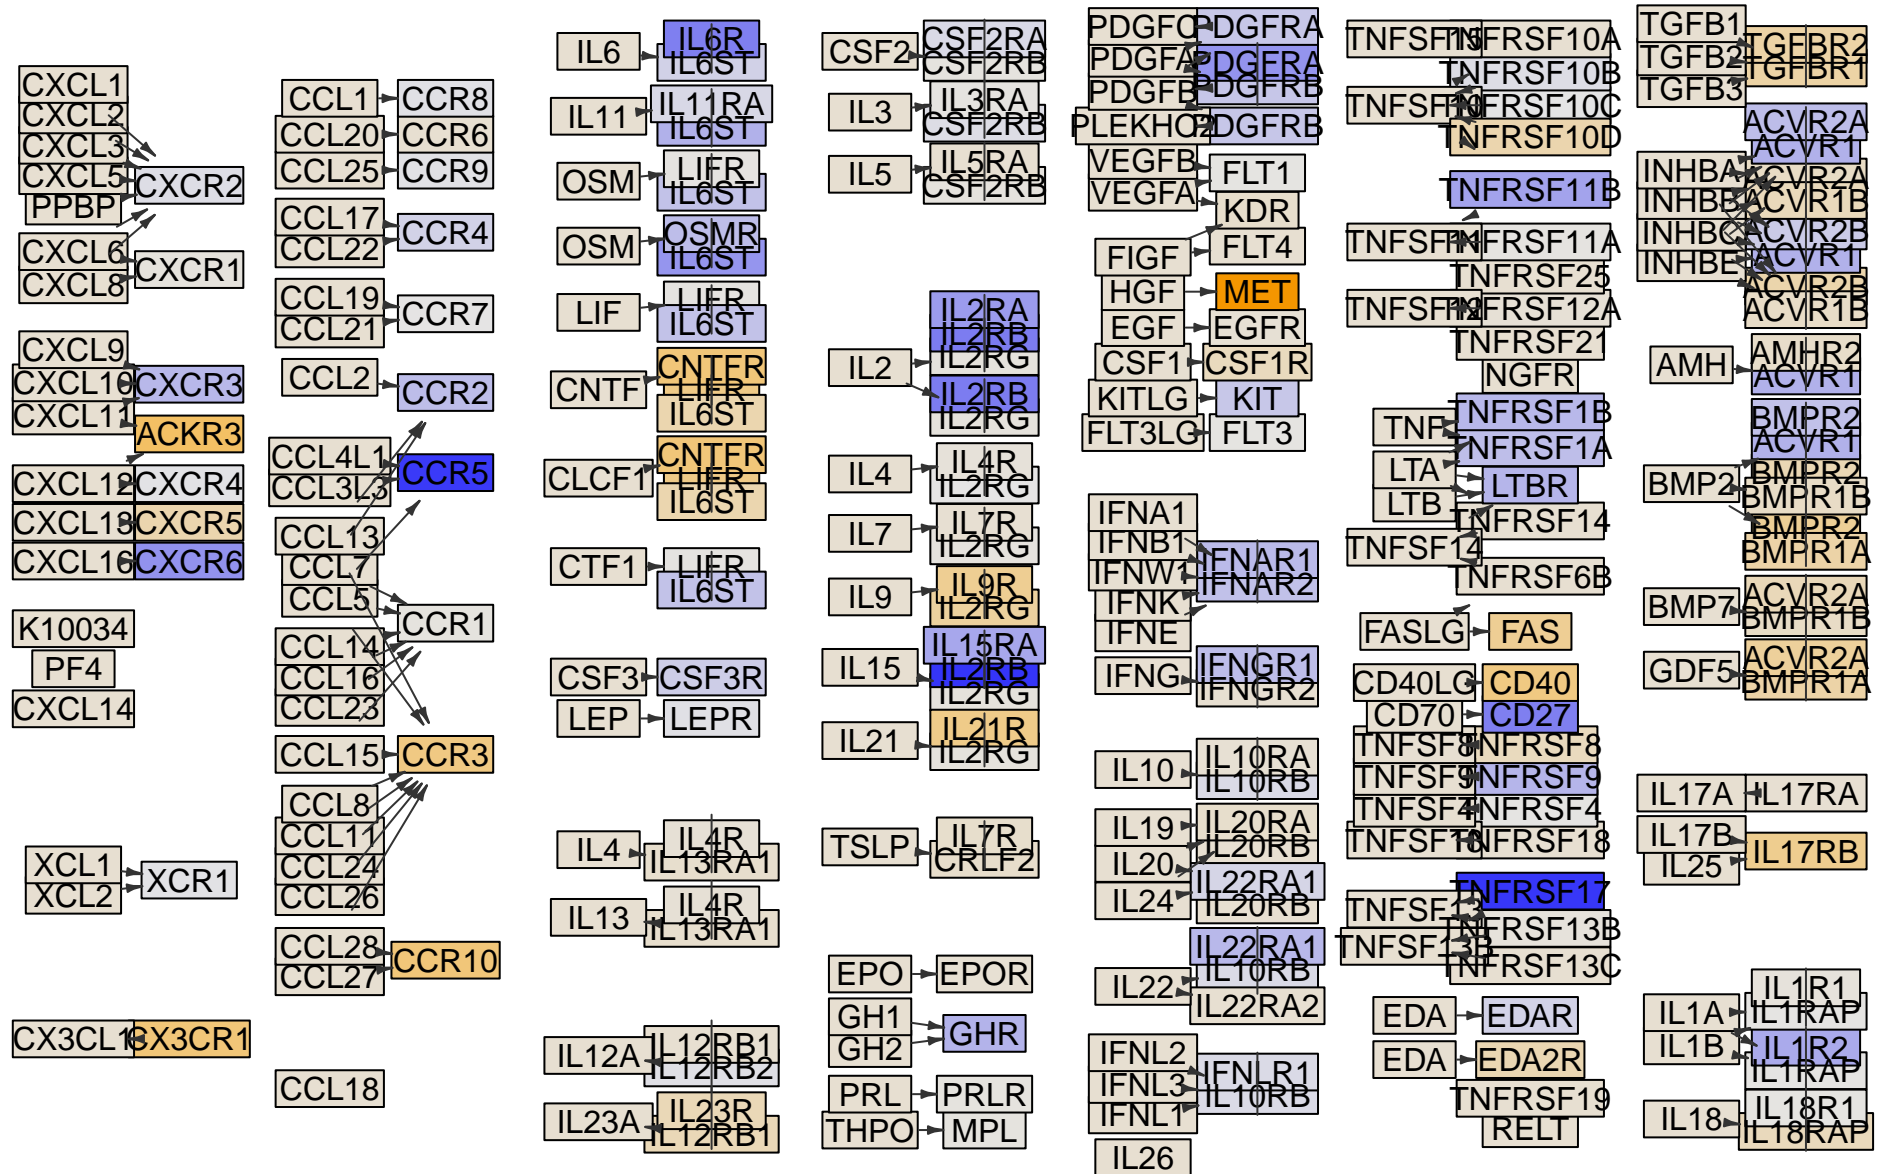 CXCL1
CXCL2
CXCL3
CXCL5
PPBP
CXCL6
CXCL8
CXCR2
CXCR1
CXCL9
CXCL10
CXCL11
CXCR3
ACKR3
CXCL12
CXCR4
CXCL13
CXCR5
CXCL16
CXCR6
K10034
PF4
CXCL14
XCL1
XCL2
XCR1
CX3CL1
CX3CR1
CCL1
CCR8
CCL20
CCR6
CCL25
CCR9
CCL17
CCL22
CCR4
CCL19
CCL21
CCR7
CCL2
CCR2
CCL4L1
CCL3L3
CCR5
CCL13
CCL7
CCL5
CCR1
CCL14
CCL16
CCL23
CCL15
CCR3
CCL8
CCL11
CCL24
CCL26
CCL28
CCL27
CCR10
CCL18
IL6
IL6R
IL6ST
IL11
IL11RA
IL6ST
OSM
LIFR
IL6ST
OSM
OSMR
IL6ST
LIF
LIFR
IL6ST
CNTF
CNTFR
LIFR
IL6ST
CLCF1
CNTFR
LIFR
IL6ST
CTF1
LIFR
IL6ST
CSF3
CSF3R
LEP
LEPR
IL4
IL4R
IL13RA1
IL13
IL4R
IL13RA1
IL12A
IL12RB1
IL12RB2
IL23A
IL23R
IL12RB1
CSF2
CSF2RA
CSF2RB
IL3
IL3RA
CSF2RB
IL5
IL5RA
CSF2RB
IL2
IL2RA
IL2RB
IL2RG
IL2RB
IL2RG
IL4
IL4R
IL2RG
IL7
IL7R
IL2RG
IL9
IL9R
IL2RG
IL15
IL15RA
IL2RB
IL2RG
IL21
IL21R
IL2RG
TSLP
IL7R
CRLF2
EPO
EPOR
GH1
GH2
GHR
PRL
PRLR
THPO
MPL
PDGFC
PDGFRA
PDGFA
PDGFRA
PDGFB
PDGFRB
PLEKHO2
PDGFRB
VEGFB
VEGFA
FLT1
KDR
FLT4
FIGF
HGF
MET
EGF
EGFR
CSF1
CSF1R
KITLG
KIT
FLT3LG
FLT3
IFNA1
IFNB1
IFNW1
IFNK
IFNE
IFNAR1
IFNAR2
IFNG
IFNGR1
IFNGR2
IL10
IL10RA
IL10RB
IL19
IL20
IL24
IL20RA
IL20RB
IL22RA1
IL20RB
IL22
IL22RA1
IL10RB
IL22RA2
IFNL2
IFNL3
IFNL1
IFNLR1
IL10RB
IL26
TNFSF15
TNFRSF10A
TNFRSF10B
TNFSF10
TNFRSF10C
TNFRSF10D
TNFRSF11B
TNFSF11
TNFRSF11A
TNFRSF25
TNFSF12
TNFRSF12A
TNFRSF21
NGFR
TNF
TNFRSF1B
TNFRSF1A
LTA
LTB
LTBR
TNFRSF14
TNFSF14
TNFRSF6B
FASLG
FAS
CD40LG
CD40
CD70
CD27
TNFSF8
TNFRSF8
TNFSF9
TNFRSF9
TNFSF4
TNFRSF4
TNFSF18
TNFRSF18
TNFRSF17
TNFSF13
TNFRSF13B
TNFSF13B
TNFRSF13C
EDA
EDAR
EDA
EDA2R
TNFRSF19
RELT
TGFB1
TGFB2
TGFB3
TGFBR2
TGFBR1
ACVR2A
ACVR1
INHBA
INHBB
INHBC
INHBE
ACVR2A
ACVR1B
ACVR2B
ACVR1
ACVR2B
ACVR1B
AMH
AMHR2
ACVR1
BMP2
BMPR2
ACVR1
BMPR2
BMPR1B
BMPR2
BMPR1A
BMP7
ACVR2A
BMPR1B
GDF5
ACVR2A
BMPR1A
IL17A
IL17RA
IL17B
IL25
IL17RB
IL1A
IL1B
IL1R1
IL1RAP
IL1R2
IL1RAP
IL18
IL18R1
IL18RAP